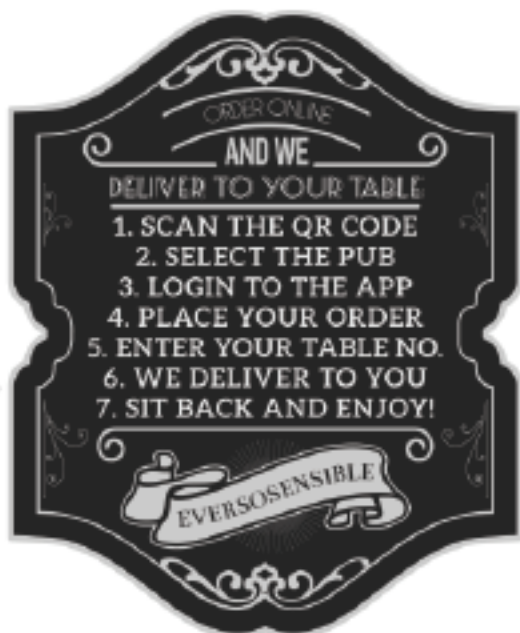 ORDER ONLINE
AND WE
DELIVER TO YOUR TABLE
1. SCAN THE QR CODE
2. SELECT THE PUB
3. LOGIN TO THE APP
4. PLACE YOUR ORDER
5. ENTER YOUR TABLE NO.
6. WE DELIVER TO YOU
7. SIT BACK AND ENJOY!
EVERSOSENSIBLE